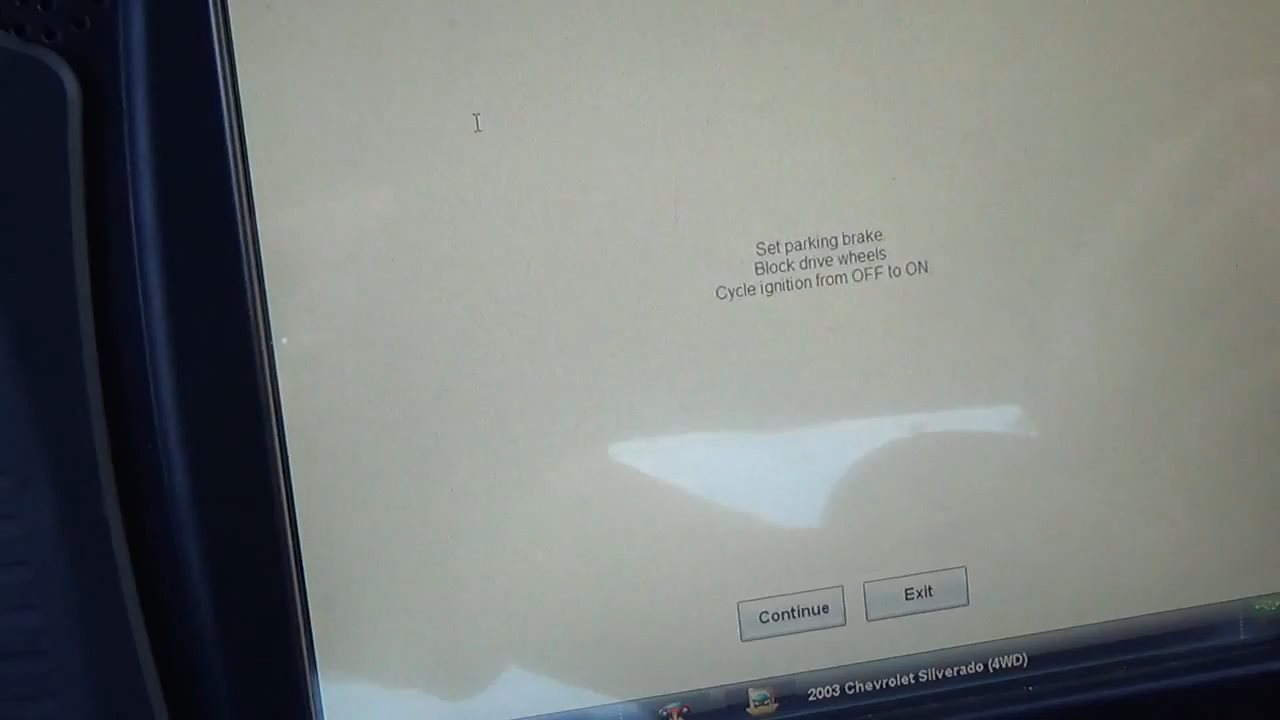 Set parking brake
Block drive wheels
Cycle ignition from OFF to ON
Continue
Exit
2003 Chevrolet Silverado (4WD)